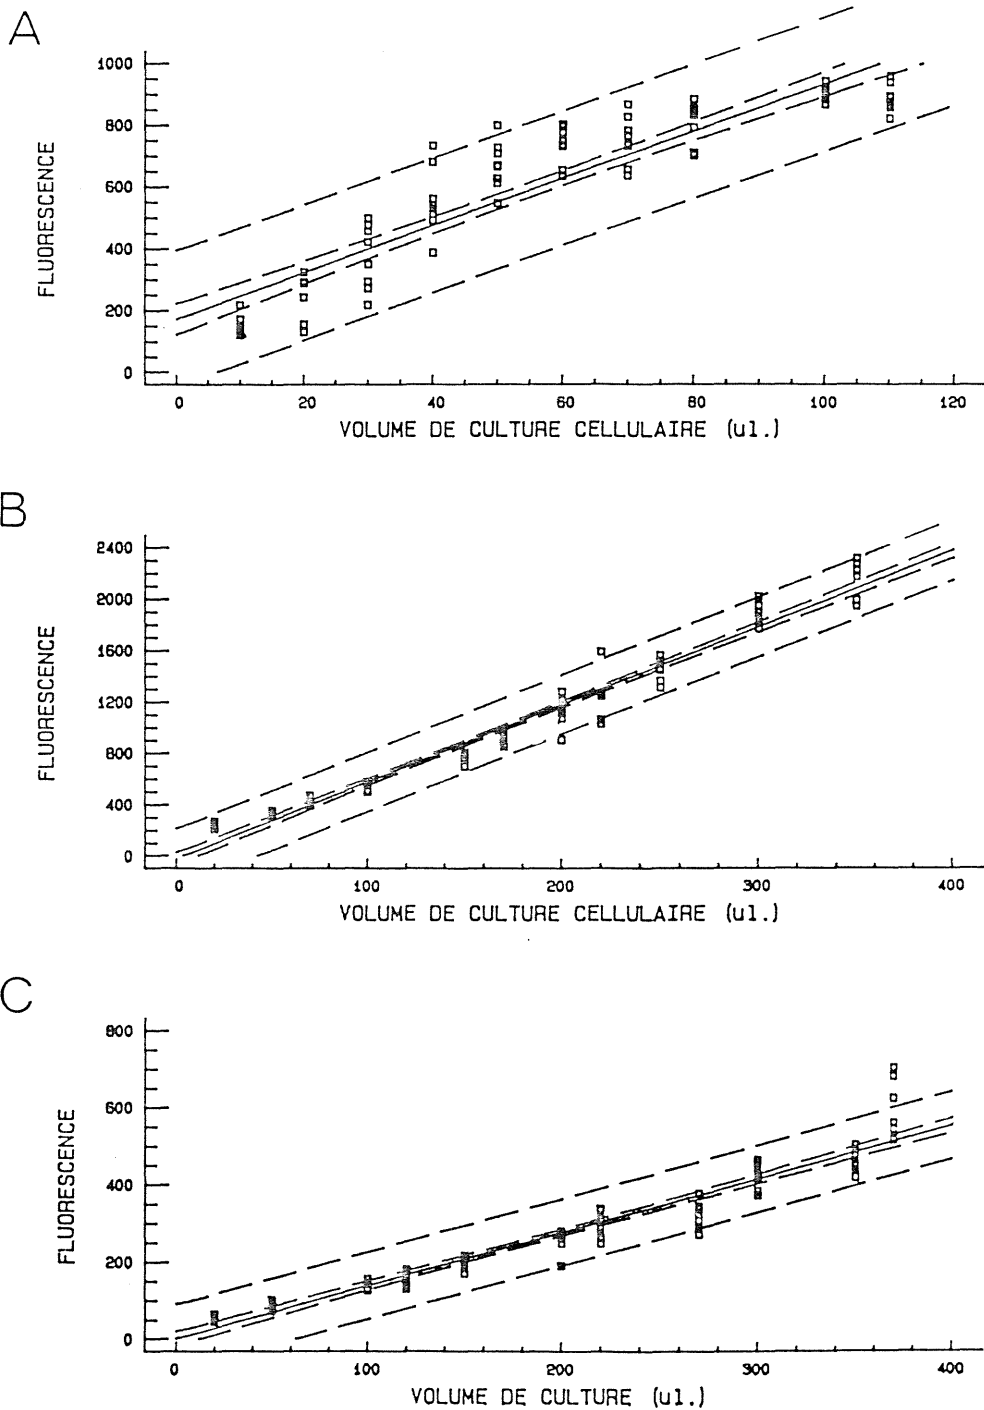 A
1000
800
600
400
200
0
FLUORESCENCE
0 20 40 60 80 100 120
VOLUME DE CULTURE CELLULAIRE (ul.)
B
2400
2000
1600
1200
800
400
0
FLUORESCENCE
0 100 200 300 400
VOLUME DE CULTURE CELLULAIRE (ul.)
C
800
600
400
200
0
FLUORESCENCE
0 100 200 300 400
VOLUME DE CULTURE (ul.)